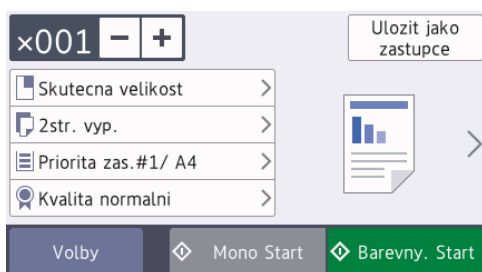 ×001 − +
Ulozit jako
zastupce
Skutecna velikost
2str. vyp.
Priorita zas.#1/ A4
Kvalita normalni
Volby
Mono Start
Barevny. Start